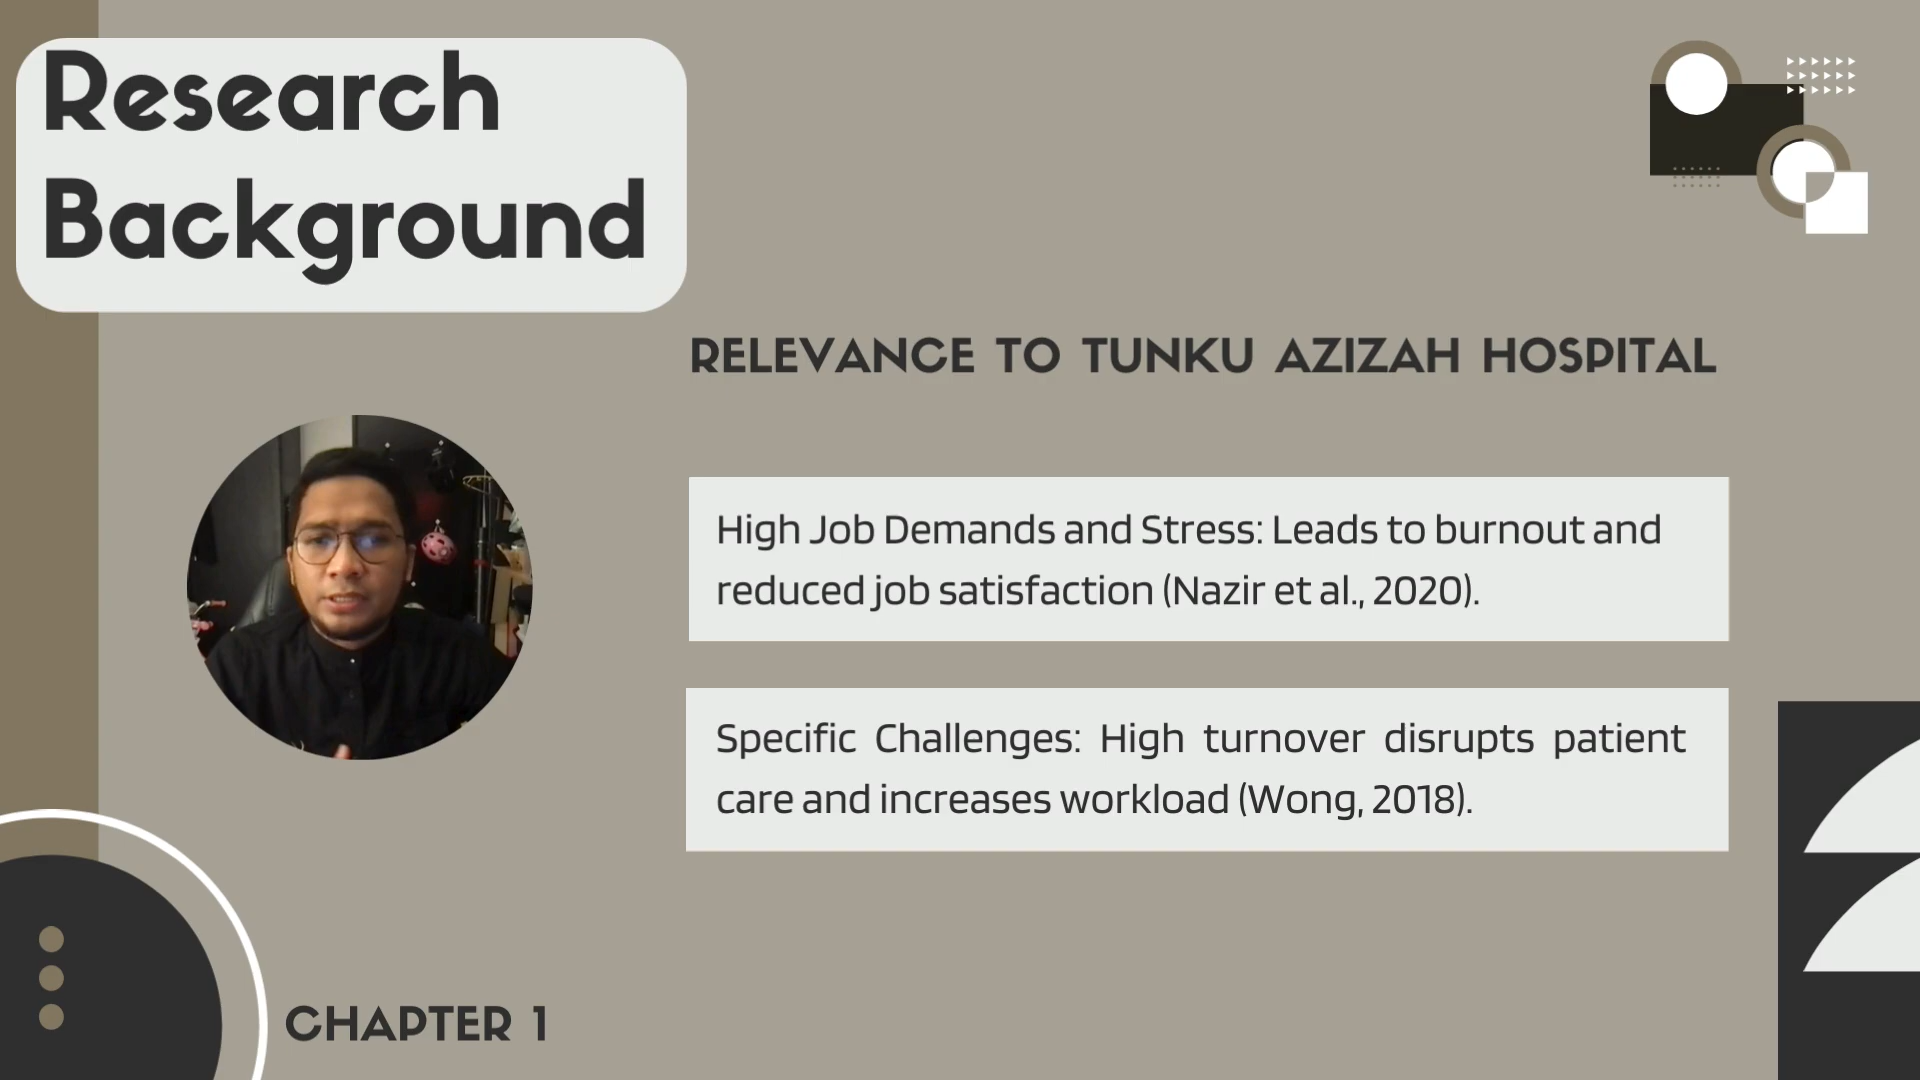 Research
Background
RELEVANCE TO TUNKU AZIZAH HOSPITAL
High Job Demands and Stress: Leads to burnout and
reduced job satisfaction (Nazir et al., 2020).
Specific Challenges: High turnover disrupts patient
care and increases workload (Wong, 2018).
CHAPTER 1